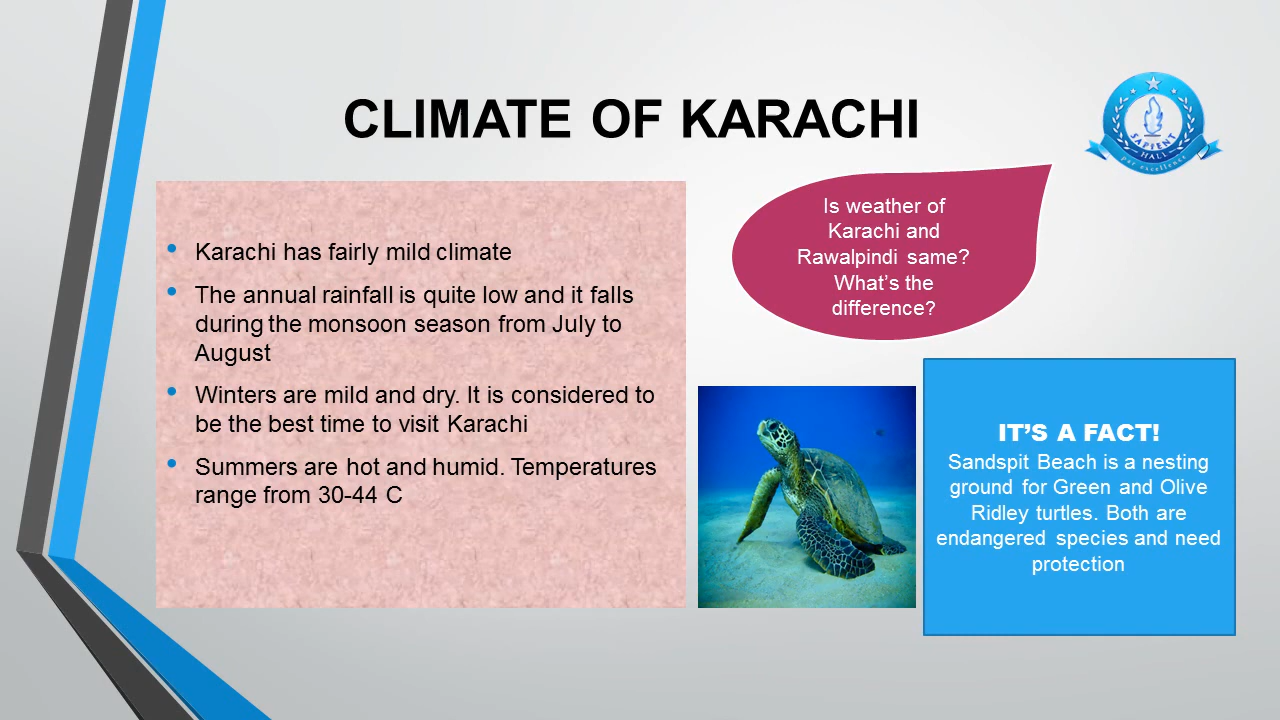 CLIMATE OF KARACHI
SAPIENT
HALL
par excellence
• Karachi has fairly mild climate
• The annual rainfall is quite low and it falls
during the monsoon season from July to
August
• Winters are mild and dry. It is considered to
be the best time to visit Karachi
• Summers are hot and humid. Temperatures
range from 30-44 C
Is weather of
Karachi and
Rawalpindi same?
What’s the
difference?
IT’S A FACT!
Sandspit Beach is a nesting
ground for Green and Olive
Ridley turtles. Both are
endangered species and need
protection